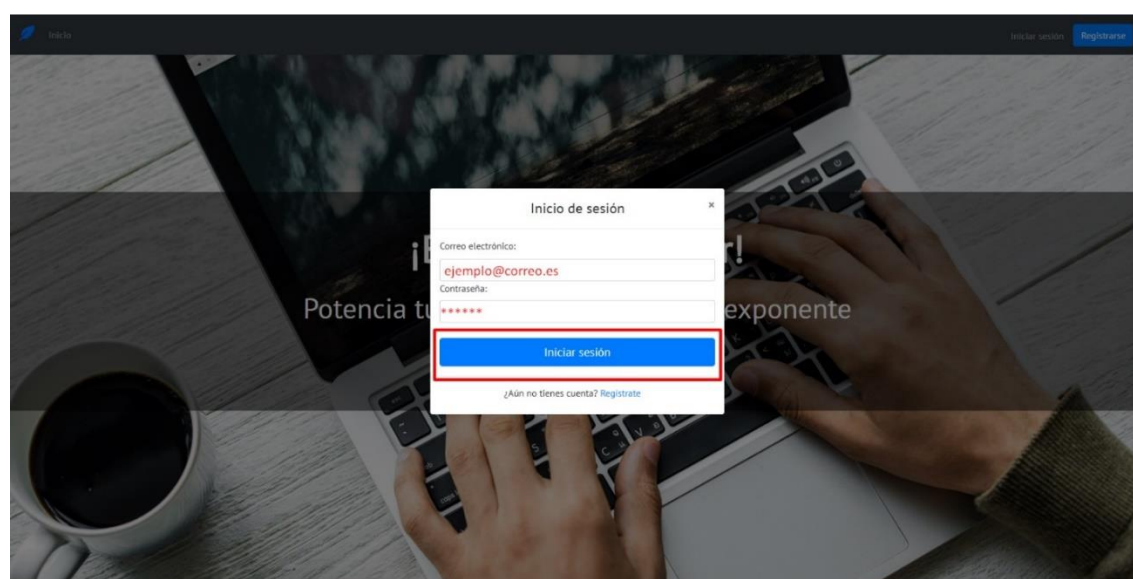 Inicio
Iniciar sesión
Registrarse
Inicio de sesión
×
Correo electrónico:
ejemplo@correo.es
Contraseña:
******
Iniciar sesión
¿Aún no tienes cuenta? Regístrate
Potencia
exponente